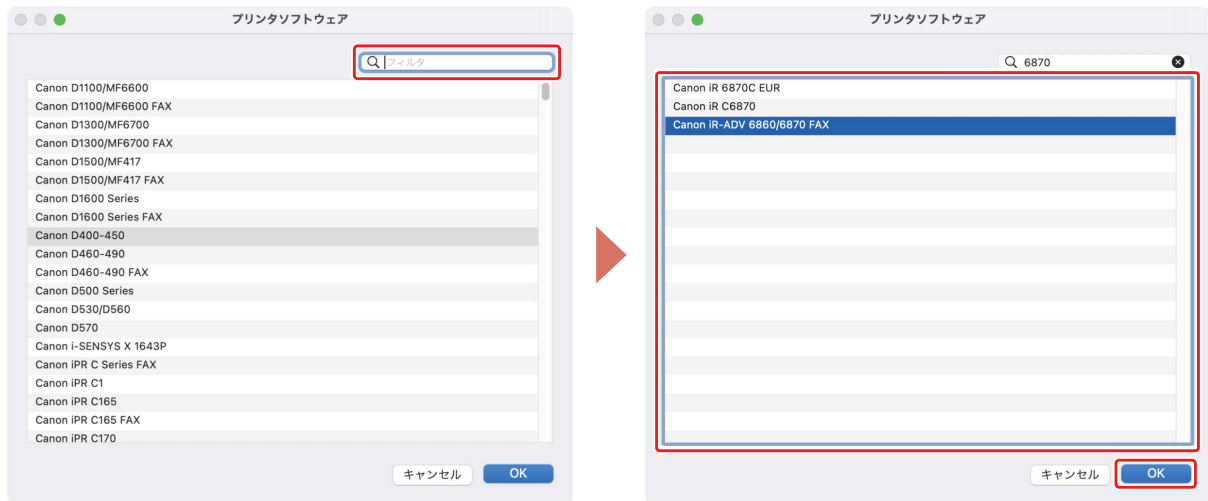 プリンタソフトウェア
フィルタ
Canon D1100/MF6600
Canon D1100/MF6600 FAX
Canon D1300/MF6700
Canon D1300/MF6700 FAX
Canon D1500/MF417
Canon D1500/MF417 FAX
Canon D1600 Series
Canon D1600 Series FAX
Canon D400-450
Canon D460-490
Canon D460-490 FAX
Canon D500 Series
Canon D530/D560
Canon D570
Canon i-SENSYS X 1643P
Canon iPR C Series FAX
Canon iPR C1
Canon iPR C165
Canon iPR C165 FAX
Canon iPR C170
キャンセル
OK
プリンタソフトウェア
6870
Canon iR 6870C EUR
Canon iR C6870
Canon iR-ADV 6860/6870 FAX
キャンセル
OK